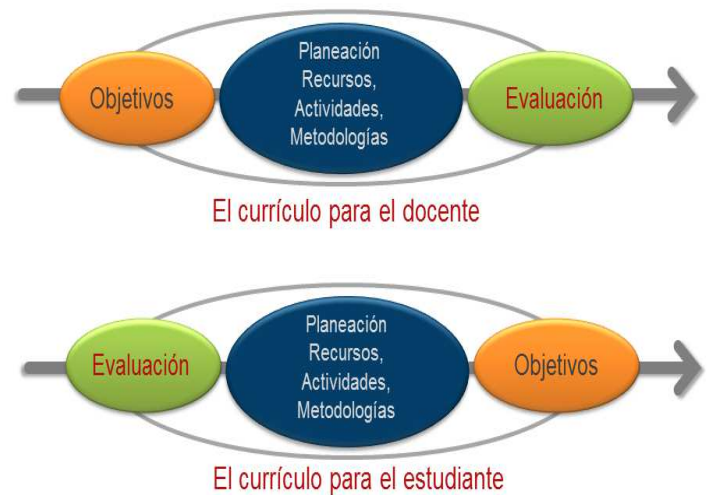 Objetivos
Planeación
Recursos,
Actividades,
Metodologías
Evaluación
El currículo para el docente
Evaluación
Planeación
Recursos,
Actividades,
Metodologías
Objetivos
El currículo para el estudiante